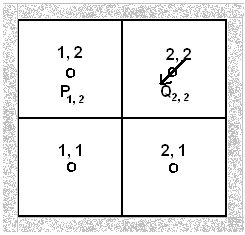 1, 2
2, 2
P1, 2
Q2, 2
1, 1
2, 1